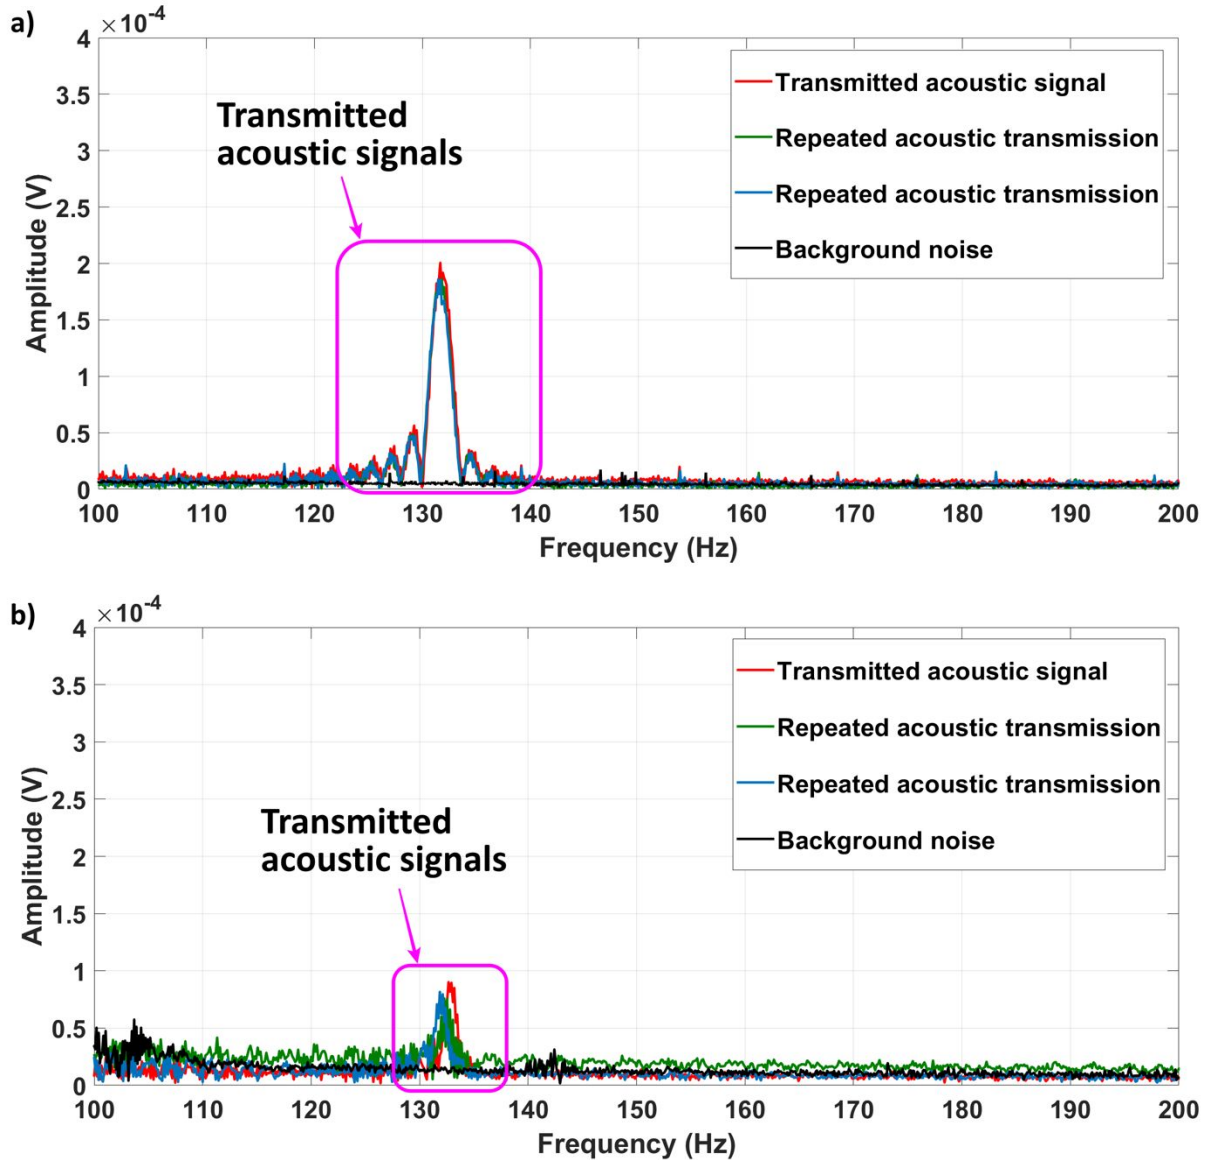 a)
×10-4
4
3.5
3
2.5
2
1.5
1
0.5
0
Amplitude (V)
Transmitted
acoustic signals
Transmitted acoustic signal
Repeated acoustic transmission
Repeated acoustic transmission
Background noise
100 110 120 130 140 150 160 170 180 190 200
Frequency (Hz)
b)
×10-4
4
3.5
3
2.5
2
1.5
1
0.5
0
Amplitude (V)
Transmitted
acoustic signals
Transmitted acoustic signal
Repeated acoustic transmission
Repeated acoustic transmission
Background noise
100 110 120 130 140 150 160 170 180 190 200
Frequency (Hz)